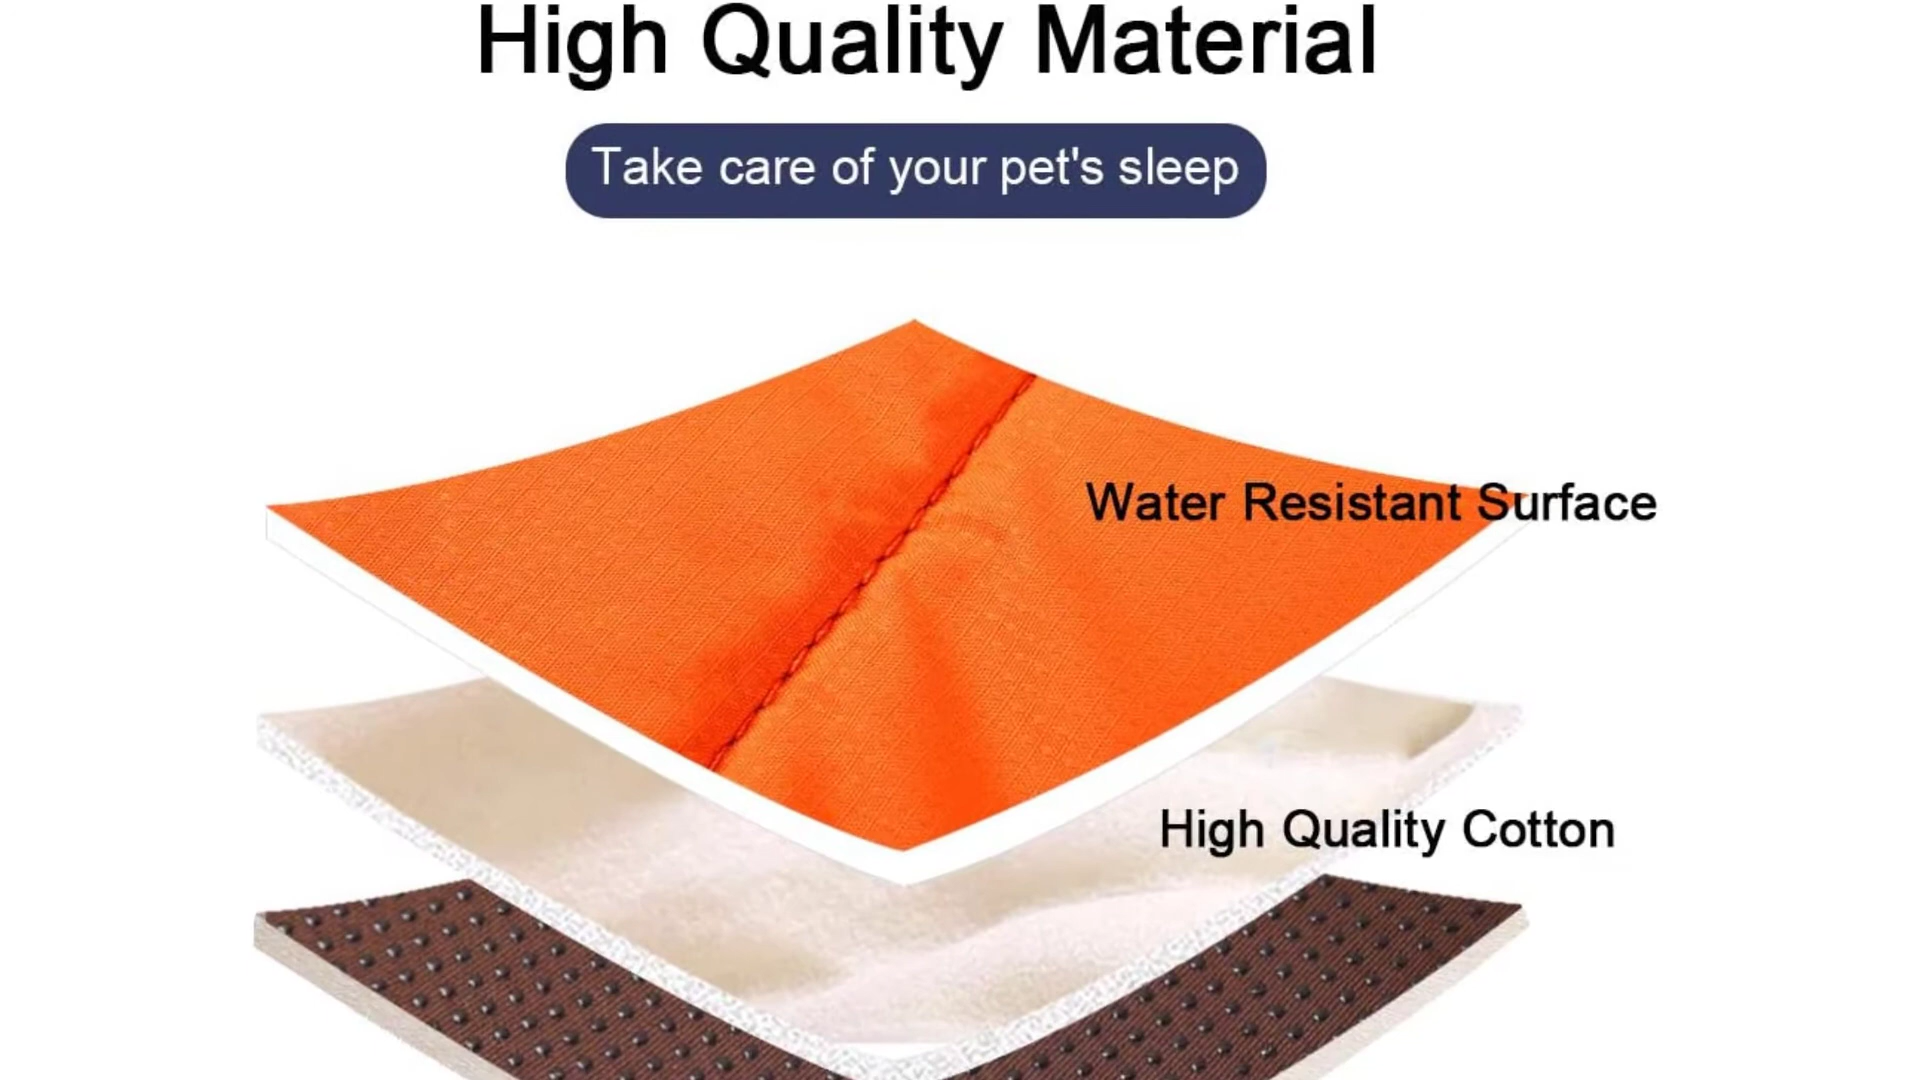 High Quality Material
Take care of your pet's sleep
Water Resistant Surface
High Quality Cotton